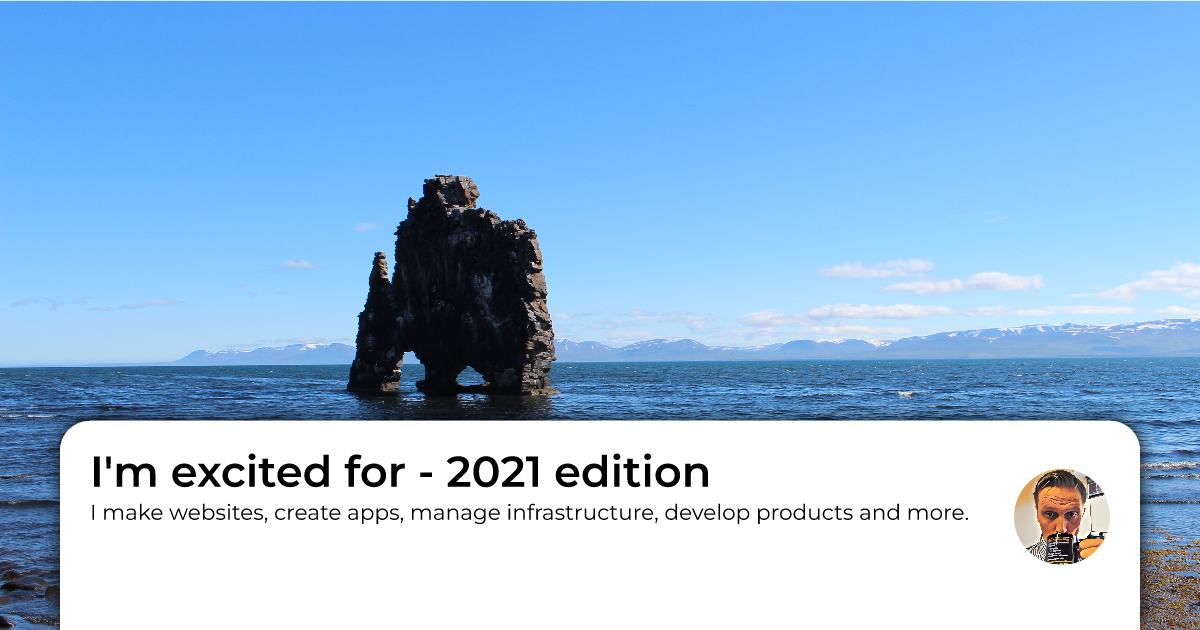 I'm excited for - 2021 edition
I make websites, create apps, manage infrastructure, develop products and more.